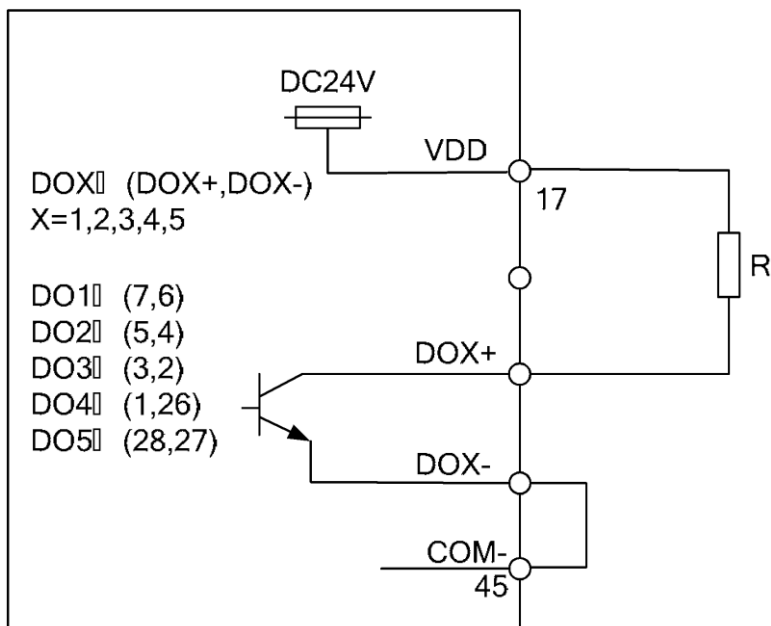 DC24V
VDD
17
DOX▯ (DOX+,DOX-)
X=1,2,3,4,5
R
DO1▯ (7,6)
DO2▯ (5,4)
DO3▯ (3,2)
DO4▯ (1,26)
DO5▯ (28,27)
DOX+
DOX-
COM-
45